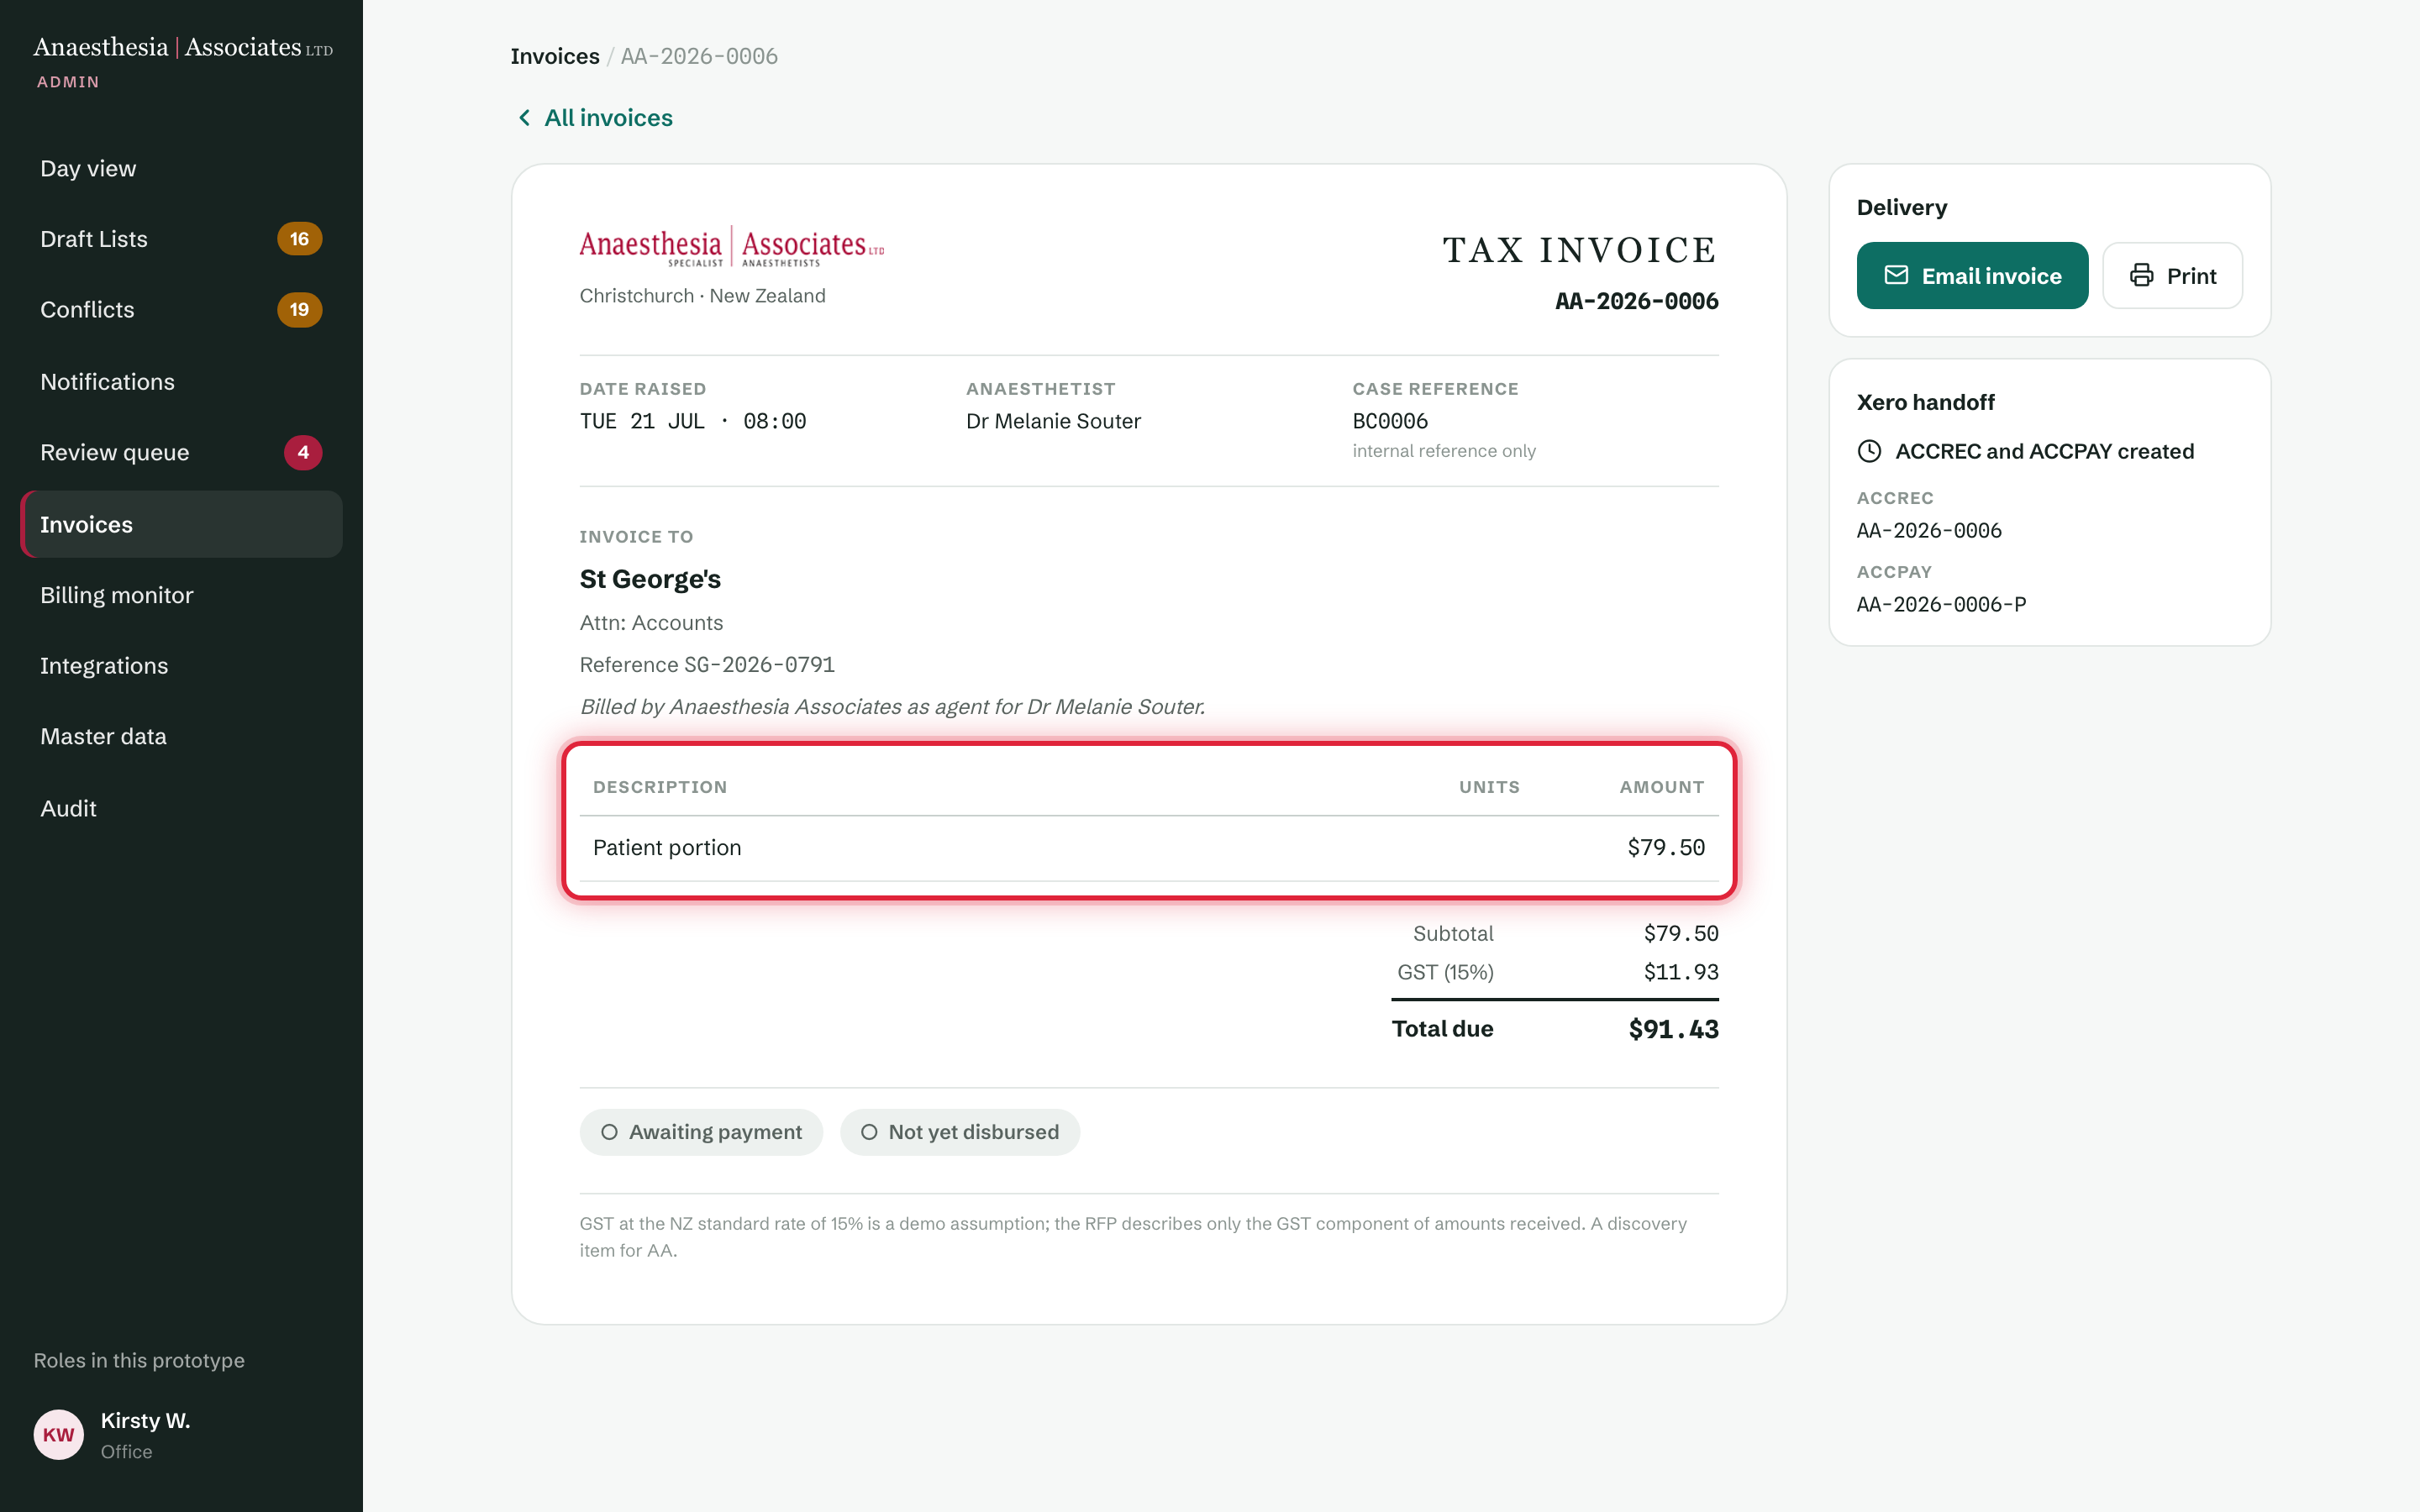 Anaesthesia | Associates LTD
ADMIN
Day view
Draft Lists 16
Conflicts 19
Notifications
Review queue 4
Invoices
Billing monitor
Integrations
Master data
Audit
Roles in this prototype
KW
Kirsty W.
Office
Invoices / AA-2026-0006
All invoices
Anaesthesia | Associates LTD
SPECIALIST ANAESTHETISTS
Christchurch · New Zealand
TAX INVOICE
AA-2026-0006
DATE RAISED
TUE 21 JUL · 08:00
ANAESTHETIST
Dr Melanie Souter
CASE REFERENCE
BC0006
internal reference only
INVOICE TO
St George's
Attn: Accounts
Reference SG-2026-0791
Billed by Anaesthesia Associates as agent for Dr Melanie Souter.
DESCRIPTION UNITS AMOUNT
Patient portion $79.50
Subtotal $79.50
GST (15%) $11.93
Total due $91.43
Awaiting payment
Not yet disbursed
GST at the NZ standard rate of 15% is a demo assumption; the RFP describes only the GST component of amounts received. A discovery
item for AA.
Delivery
Email invoice
Print
Xero handoff
ACCREC and ACCPAY created
ACCREC
AA-2026-0006
ACCPAY
AA-2026-0006-P